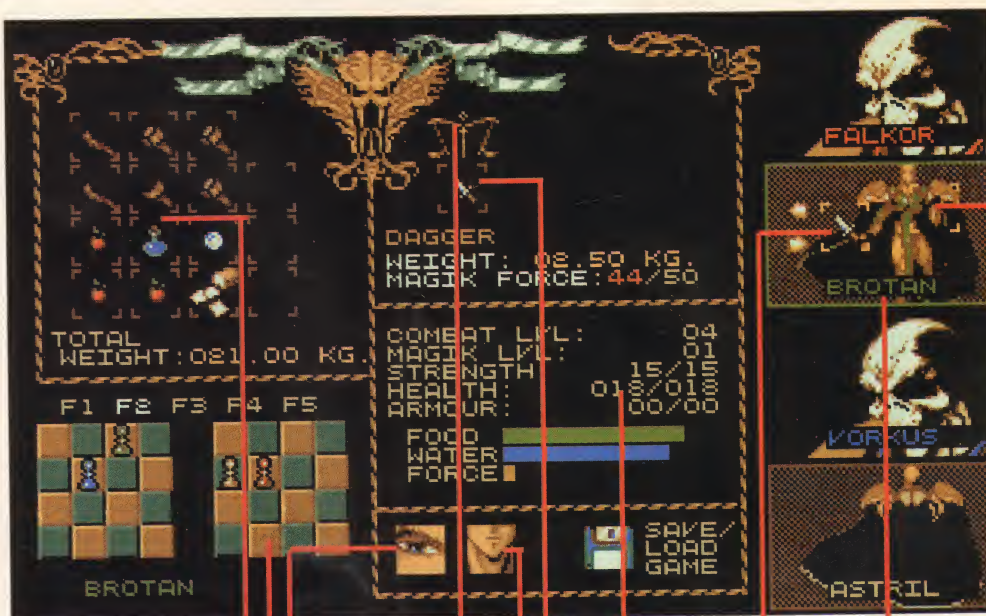 TOTAL
WEIGHT:021.00 KG.
F1 F2 F3 F4 F5
BROTAN
DAGGER
WEIGHT: 02.50 KG.
MAGIK FORCE:44/50
COMBAT LVL: 04
MAGIK LVL: 01
STRENGTH 15/15
HEALTH: 018/018
ARMOUR: 00/00
FOOD
WATER
FORCE
SAVE/
LOAD
GAME
FALKOR
BROTAN
VORKUS
ASTRIL